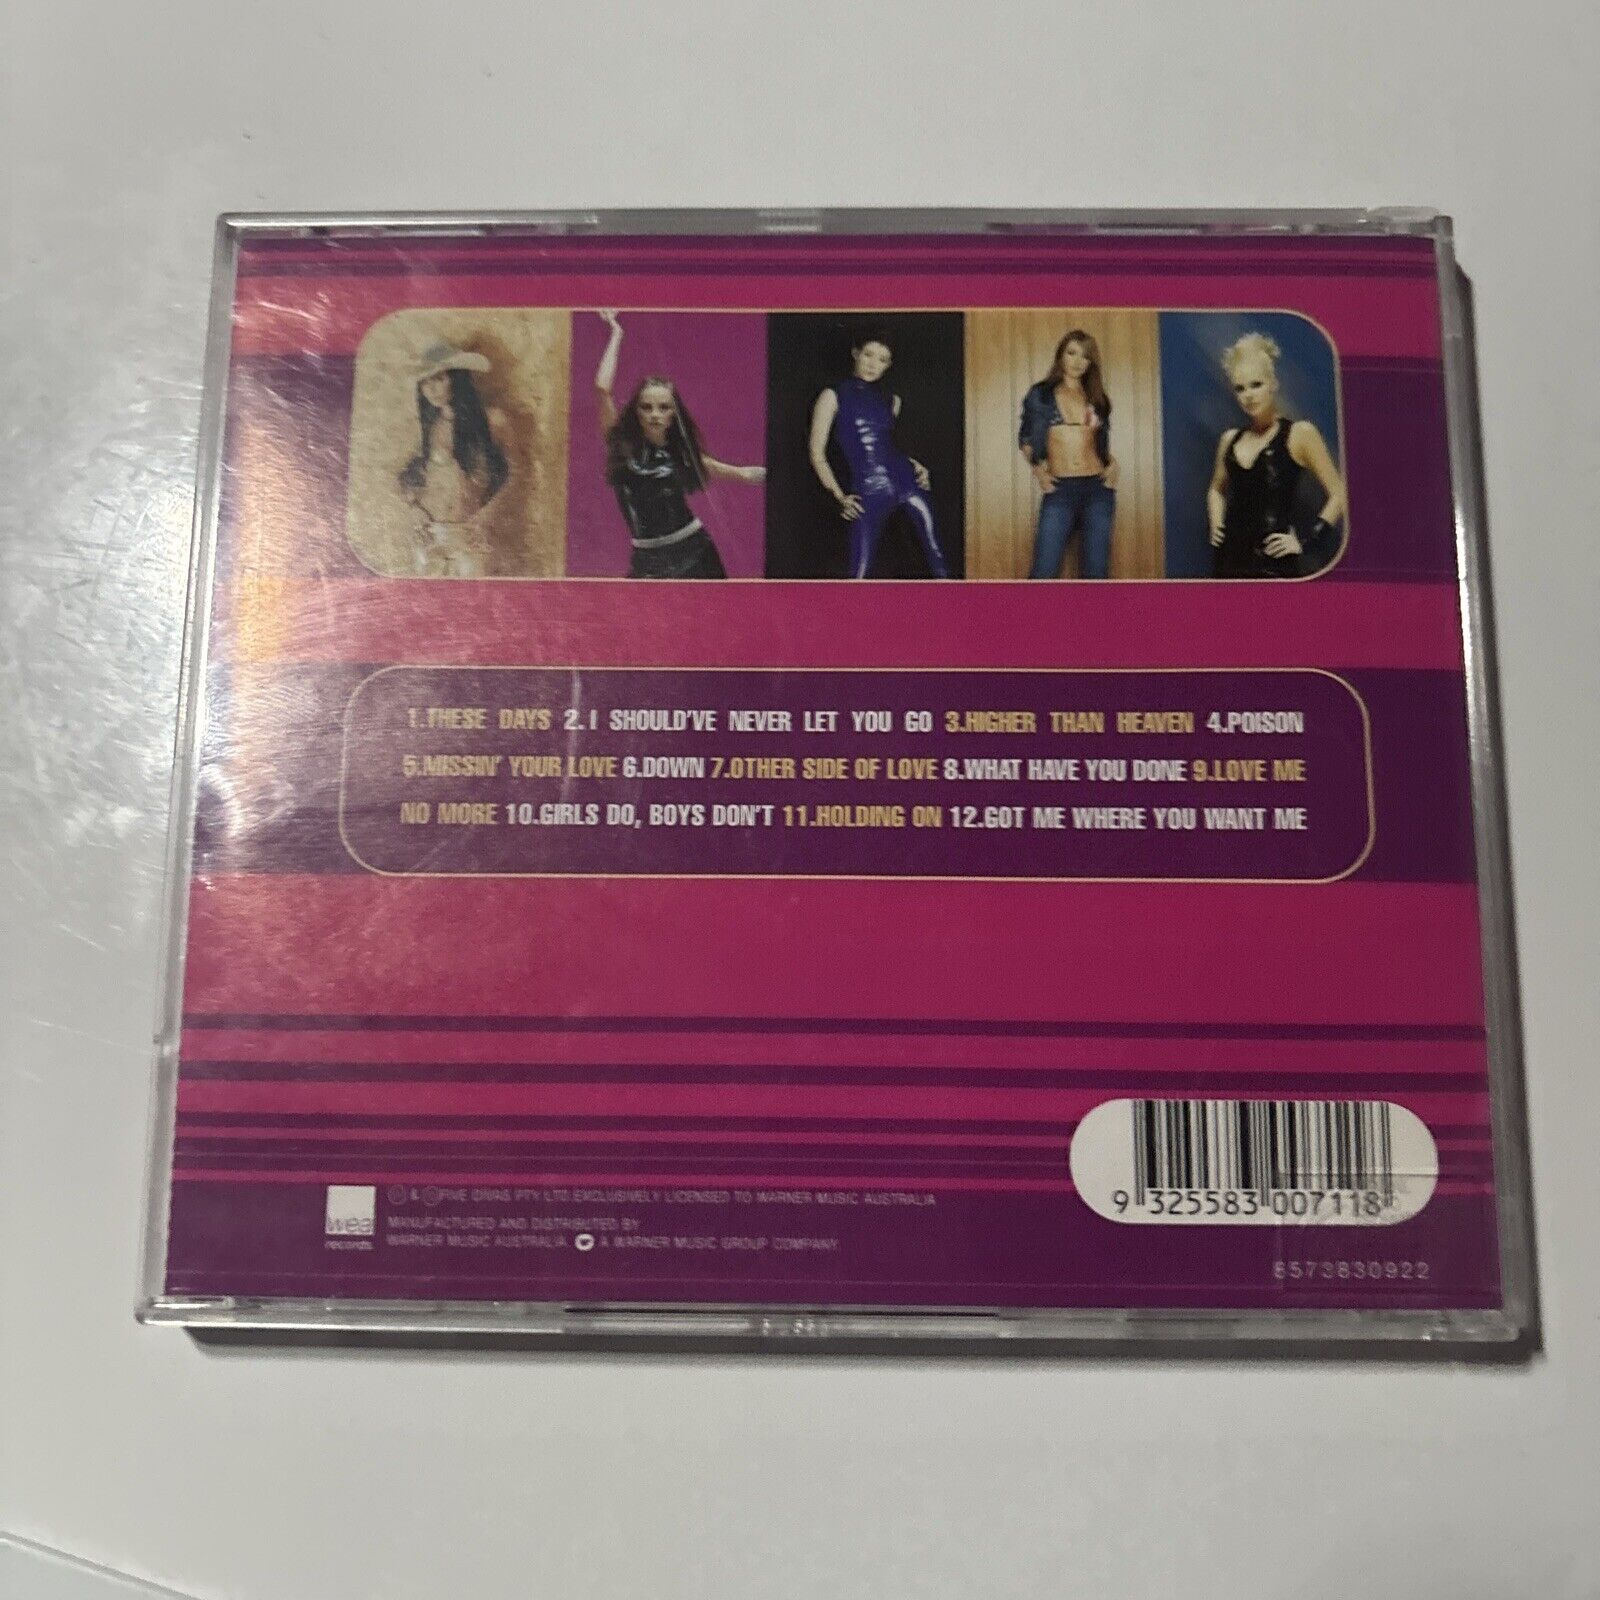 1.THESE DAYS 2.I SHOULD'VE NEVER LET YOU GO 3.HIGHER THAN HEAVEN 4.POISON
5.MISSIN' YOUR LOVE 6.DOWN 7.OTHER SIDE OF LOVE 8.WHAT HAVE YOU DONE 9.LOVE ME
NO MORE 10.GIRLS DO, BOYS DON'T 11.HOLDING ON 12.GOT ME WHERE YOU WANT ME
wea
records.
℗ & ©FIVE DIVAS PTY LTD.EXCLUSIVELY LICENSED TO WARNER MUSIC AUSTRALIA
MANUFACTURED AND DISTRIBUTED BY
WARNER MUSIC AUSTRALIA. A WARNER MUSIC GROUP COMPANY
9 325583 007118
8573830922